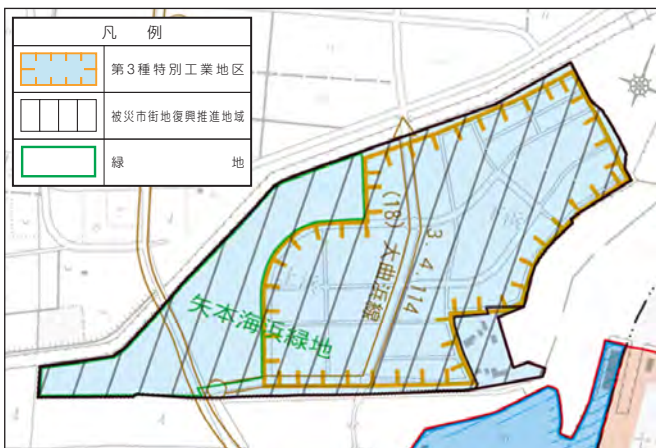 凡 例
第3種特別工業地区
被災市街地復興推進地域
緑 地
3.4.114
(18) 大曲浜線
矢本海浜緑地